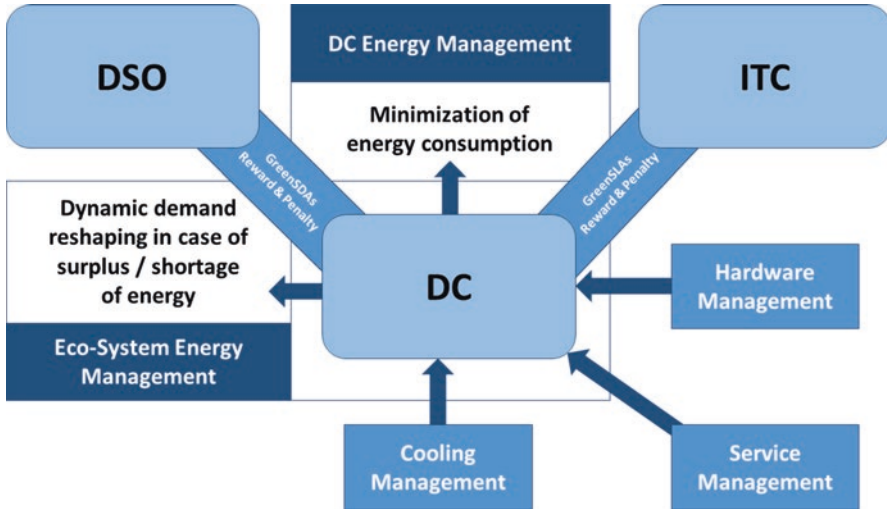 DSO
DC Energy Management
ITC
Minimization of
energy consumption
GreenSDAs
Reward & Penalty
GreenSLAs
Reward & Penalty
Dynamic demand
reshaping in case of
surplus / shortage
of energy
DC
Hardware
Management
Eco-System Energy
Management
Cooling
Management
Service
Management